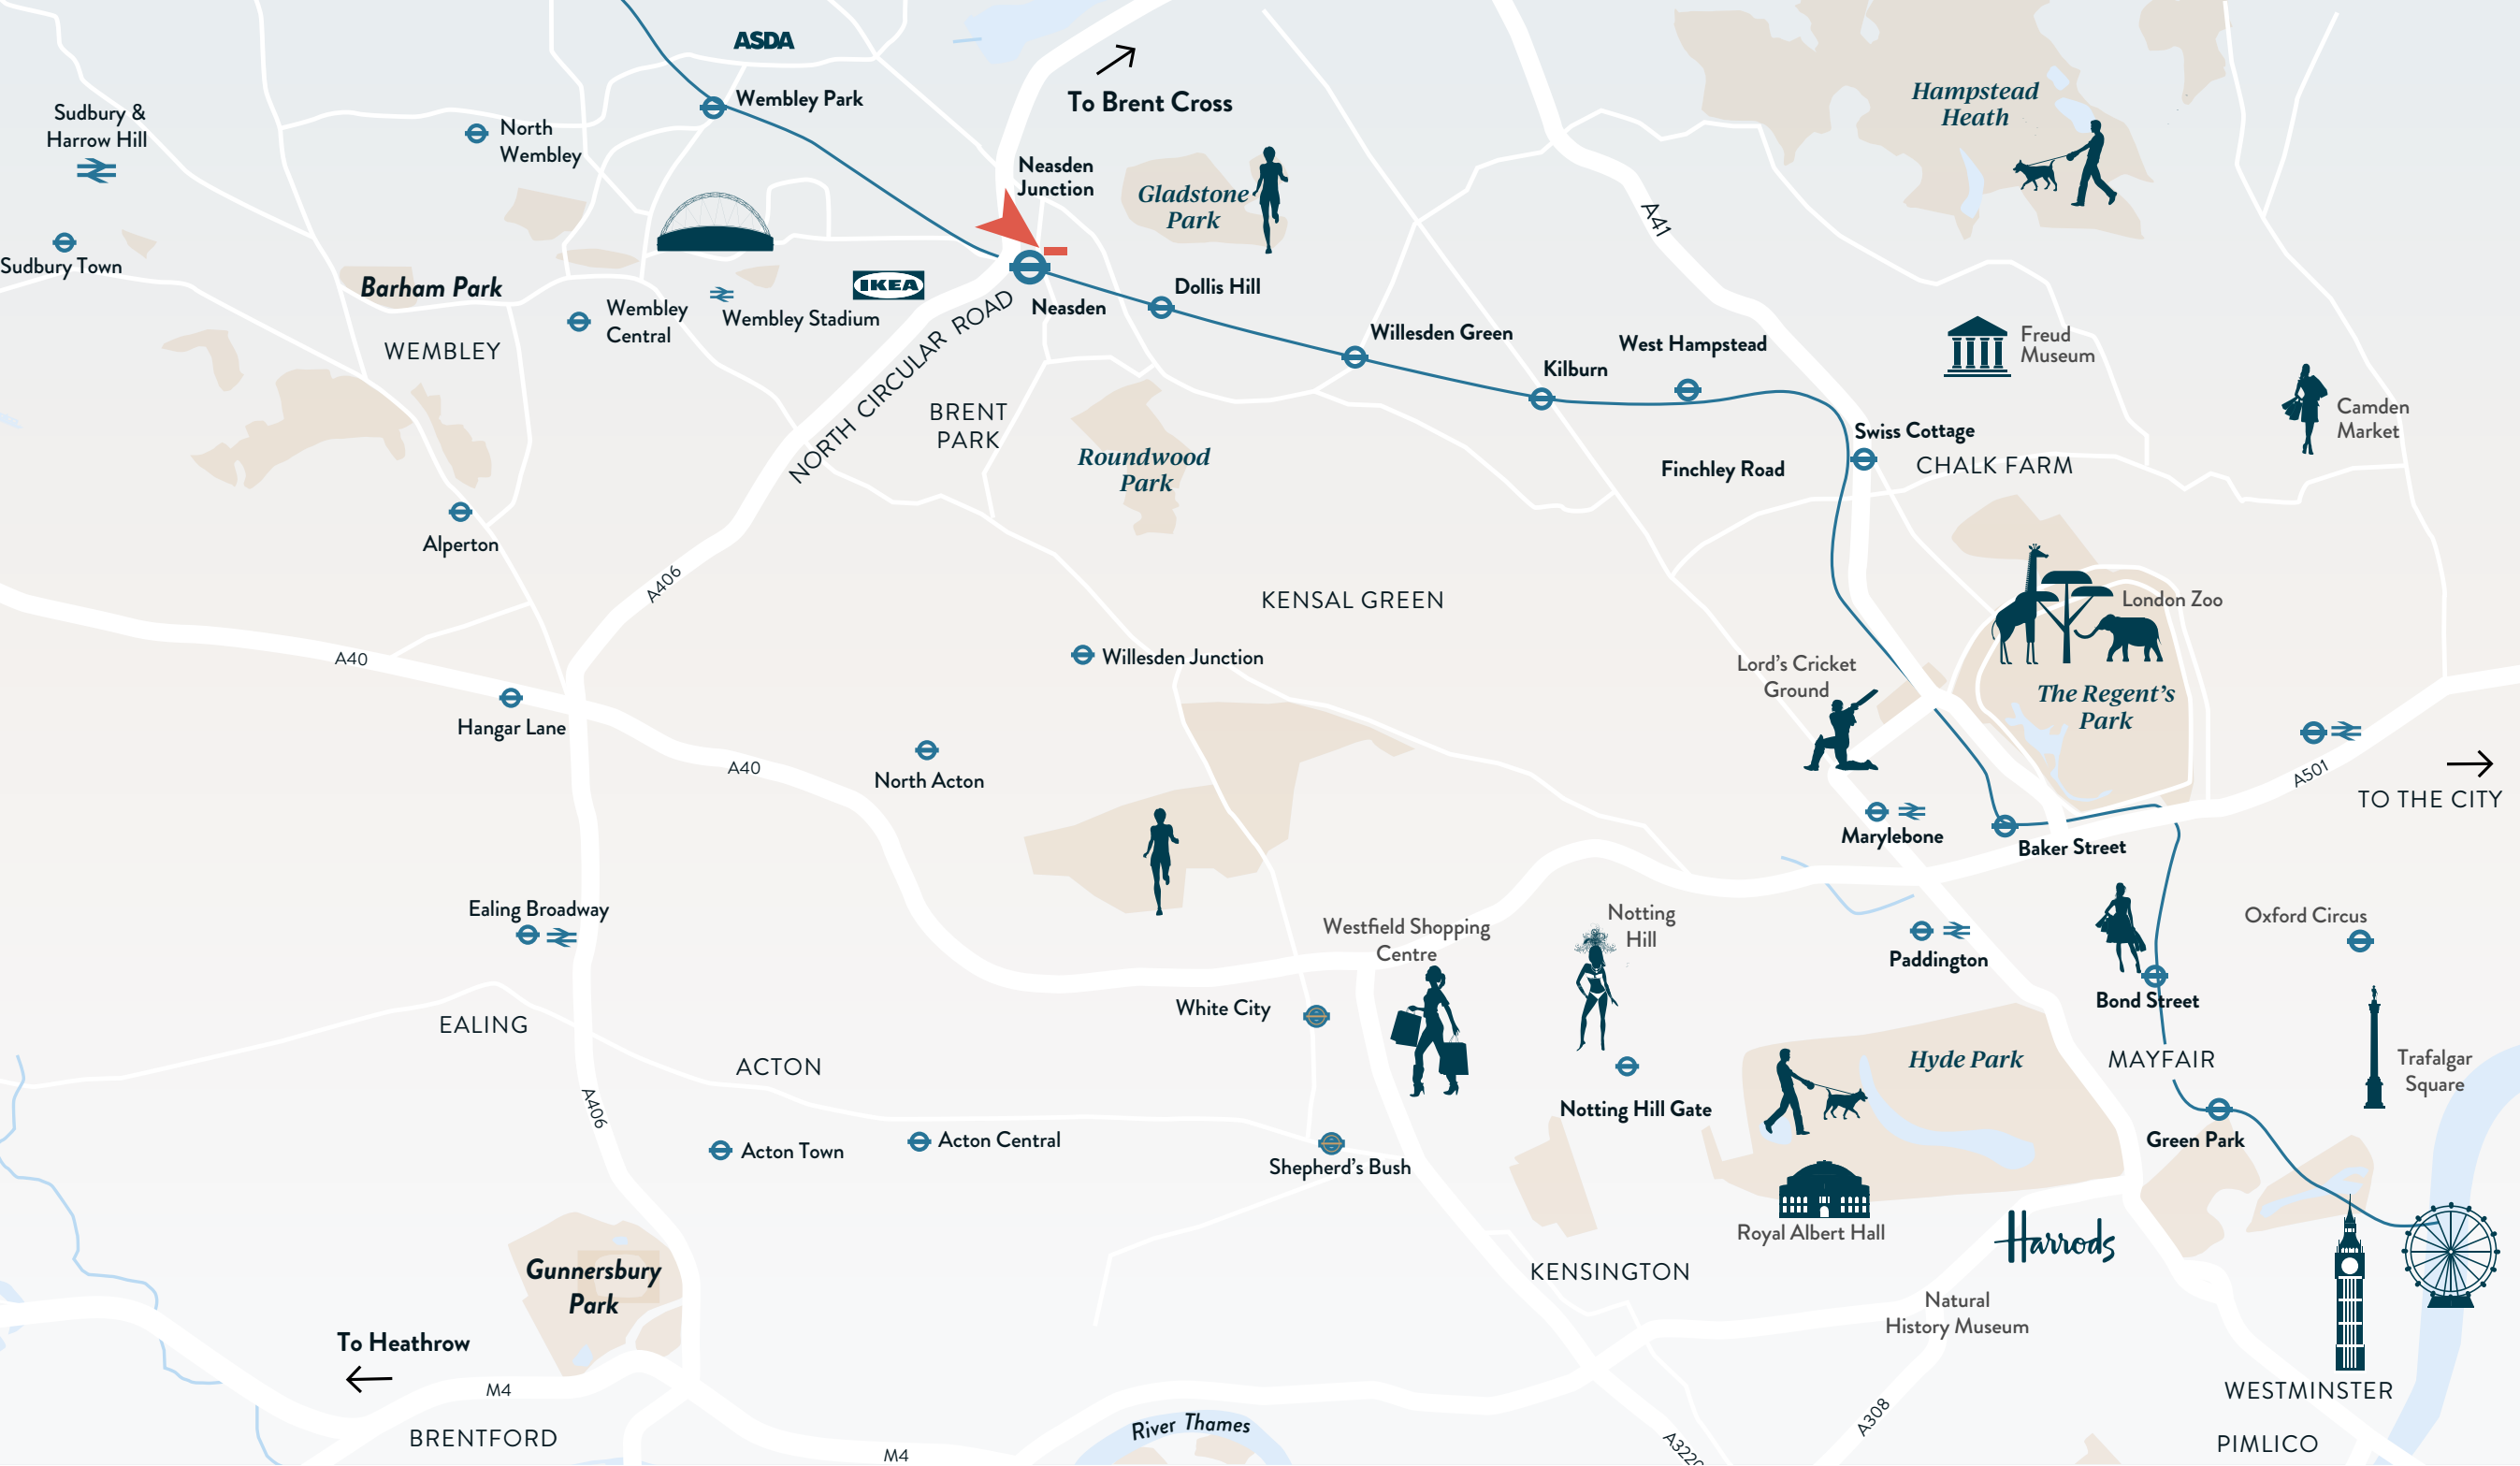 ASDA
Wembley Park
To Brent Cross
Sudbury &
Harrow Hill
North
Wembley
Neasden
Junction
Gladstone
Park
Hampstead
Heath
A41
Sudbury Town
Barham Park
IKEA
Wembley
Central
Wembley Stadium
NORTH CIRCULAR ROAD
Neasden
Dollis Hill
WEMBLEY
Willesden Green
West Hampstead
Kilburn
Freud
Museum
BRENT
PARK
Camden
Market
Roundwood
Park
Swiss Cottage
Finchley Road
CHALK FARM
Alperton
A406
KENSAL GREEN
London Zoo
A40
Willesden Junction
Lord's Cricket
Ground
The Regent's
Park
Hangar Lane
A40
North Acton
A501
TO THE CITY
Marylebone
Baker Street
Ealing Broadway
Westfield Shopping
Centre
Notting
Hill
Oxford Circus
Paddington
White City
Bond Street
EALING
ACTON
Hyde Park
MAYFAIR
Trafalgar
Square
A406
Notting Hill Gate
Acton Town
Acton Central
Shepherd's Bush
Green Park
Royal Albert Hall
Harrods
Gunnersbury
Park
KENSINGTON
Natural
History Museum
To Heathrow
M4
WESTMINSTER
BRENTFORD
River Thames
M4
A3220
A308
PIMLICO